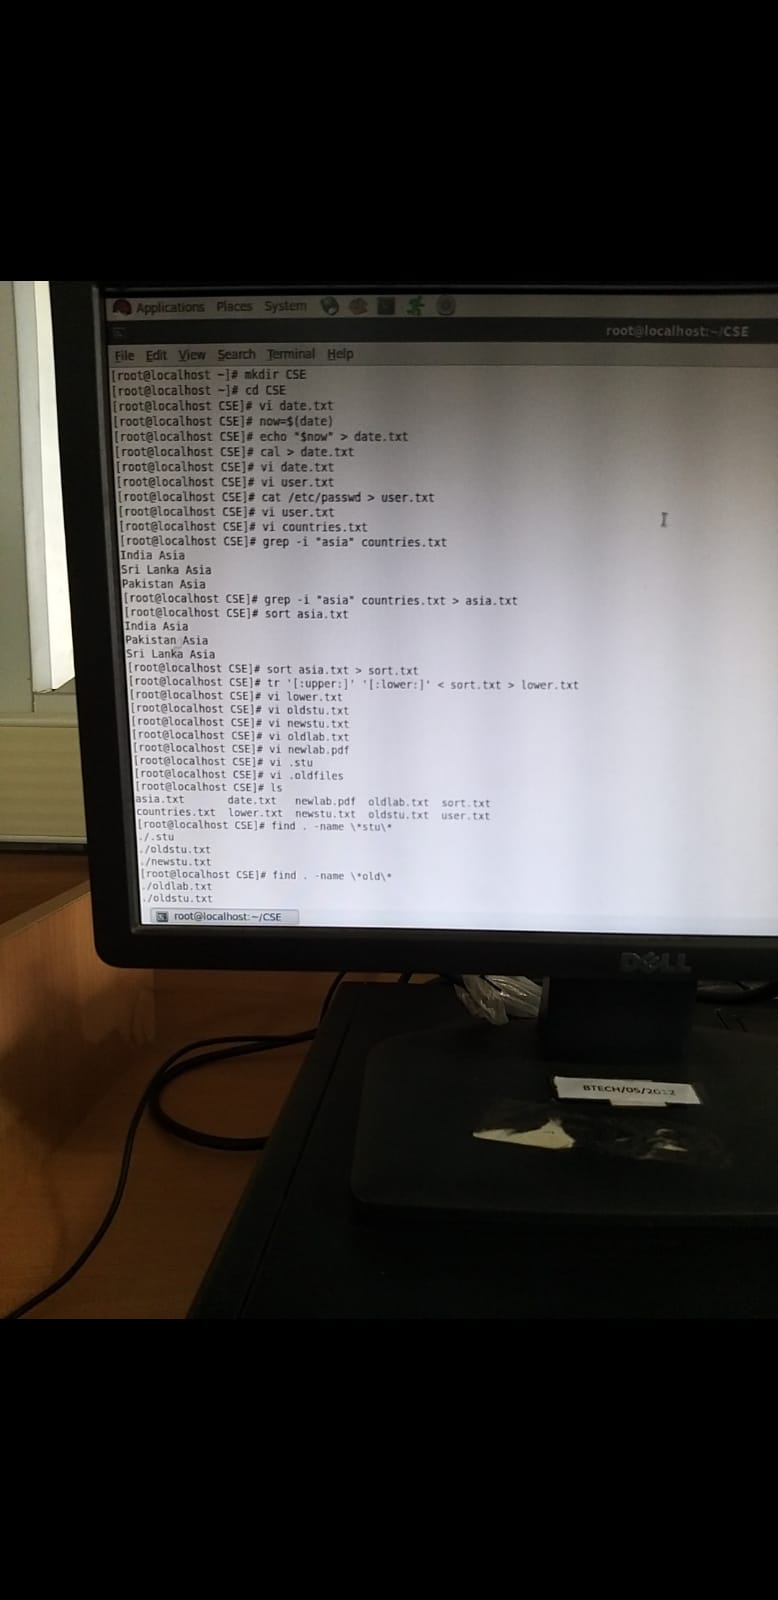 Applications Places System
root@localhost:~/CSE
File Edit View Search Terminal Help
[root@localhost ~]# mkdir CSE
[root@localhost ~]# cd CSE
[root@localhost CSE]# vi date.txt
[root@localhost CSE]# now=$(date)
[root@localhost CSE]# echo "$now" > date.txt
[root@localhost CSE]# cal > date.txt
[root@localhost CSE]# vi date.txt
[root@localhost CSE]# vi user.txt
[root@localhost CSE]# cat /etc/passwd > user.txt
[root@localhost CSE]# vi user.txt
[root@localhost CSE]# vi countries.txt
[root@localhost CSE]# grep -i "asia" countries.txt
India Asia
Sri Lanka Asia
Pakistan Asia
[root@localhost CSE]# grep -i "asia" countries.txt > asia.txt
[root@localhost CSE]# sort asia.txt
India Asia
Pakistan Asia
Sri Lanka Asia
[root@localhost CSE]# sort asia.txt > sort.txt
[root@localhost CSE]# tr '[:upper:]' '[:lower:]' < sort.txt > lower.txt
[root@localhost CSE]# vi lower.txt
[root@localhost CSE]# vi oldstu.txt
[root@localhost CSE]# vi newstu.txt
[root@localhost CSE]# vi oldlab.txt
[root@localhost CSE]# vi newlab.pdf
[root@localhost CSE]# vi .stu
[root@localhost CSE]# vi .oldfiles
[root@localhost CSE]# ls
asia.txt date.txt newlab.pdf oldlab.txt sort.txt
countries.txt lower.txt newstu.txt oldstu.txt user.txt
[root@localhost CSE]# find . -name \*stu\*
./.stu
./oldstu.txt
./newstu.txt
[root@localhost CSE]# find . -name \*old\*
./oldlab.txt
./oldstu.txt
root@localhost:~/CSE
DELL
BTECH/05/2012